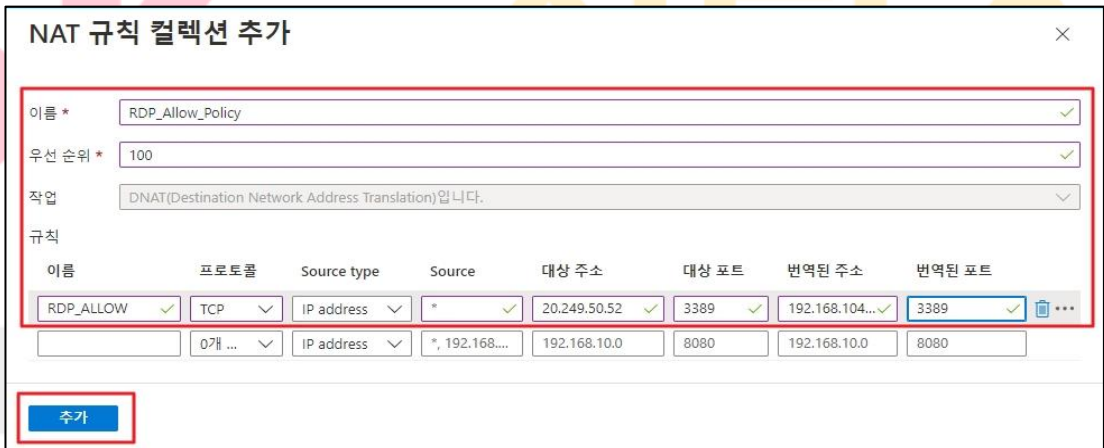 NAT 규칙 컬렉션 추가
이름 * RDP_Allow_Policy
우선 순위 * 100
작업 DNAT(Destination Network Address Translation)입니다.
규칙
이름 프로토콜 Source type Source 대상 주소 대상 포트 번역된 주소 번역된 포트
RDP_ALLOW TCP IP address * 20.249.50.52 3389 192.168.104... 3389
0개 ... IP address *, 192.168.... 192.168.10.0 8080 192.168.10.0 8080
추가